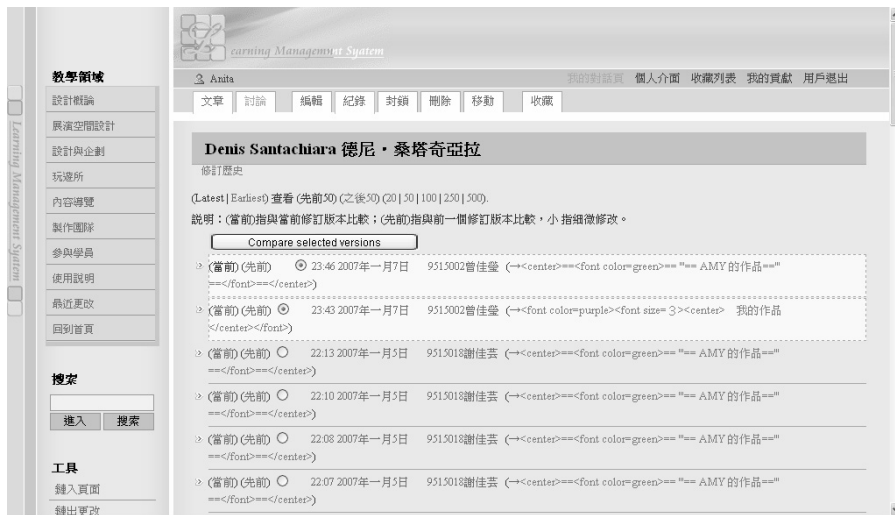 earning Management System
Anita
我的對話頁 個人介面 收藏列表 我的貢獻 用戶退出
文章 討論 編輯 紀錄 封鎖 刪除 移動 收藏
Learning Management System
教學領域
設計概論
展演空間設計
設計與企劃
玩遊所
內容導覽
製作團隊
參與學員
使用說明
最近更改
回到首頁
搜索
進入 搜索
工具
鏈入頁面
鏈出更改
Denis Santachiara 德尼・桑塔奇亞拉
修訂歷史
(Latest | Earliest) 查看 (先前50) (之後50) (20 | 50 | 100 | 250 | 500).
說明：(當前)指與當前修訂版本比較；(先前)指與前一個修訂版本比較，小 指細微修改。
Compare selected versions
(當前) (先前) 23:46 2007年一月7日 9515002曾佳瑩 (→<center>==<font color=green>== "== AMY 的作品=="
==</font>==</center>)
(當前) (先前) 23:43 2007年一月7日 9515002曾佳瑩 (→<font color=purple><font size= 3><center> 我的作品
</center></font>)
(當前) (先前) 22:13 2007年一月5日 9515018謝佳芸 (→<center>==<font color=green>== "== AMY 的作品=="
==</font>==</center>)
(當前) (先前) 22:10 2007年一月5日 9515018謝佳芸 (→<center>==<font color=green>== "== AMY 的作品=="
==</font>==</center>)
(當前) (先前) 22:08 2007年一月5日 9515018謝佳芸 (→<center>==<font color=green>== "== AMY 的作品=="
==</font>==</center>)
(當前) (先前) 22:07 2007年一月5日 9515018謝佳芸 (→<center>==<font color=green>== "== AMY 的作品=="
==</font>==</center>)